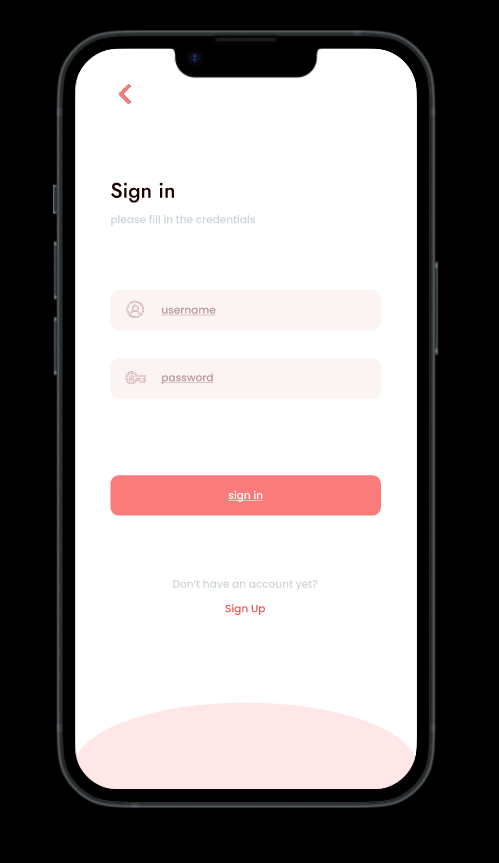 Sign in
please fill in the credentials
username
password
sign in
Don't have an account yet?
Sign Up